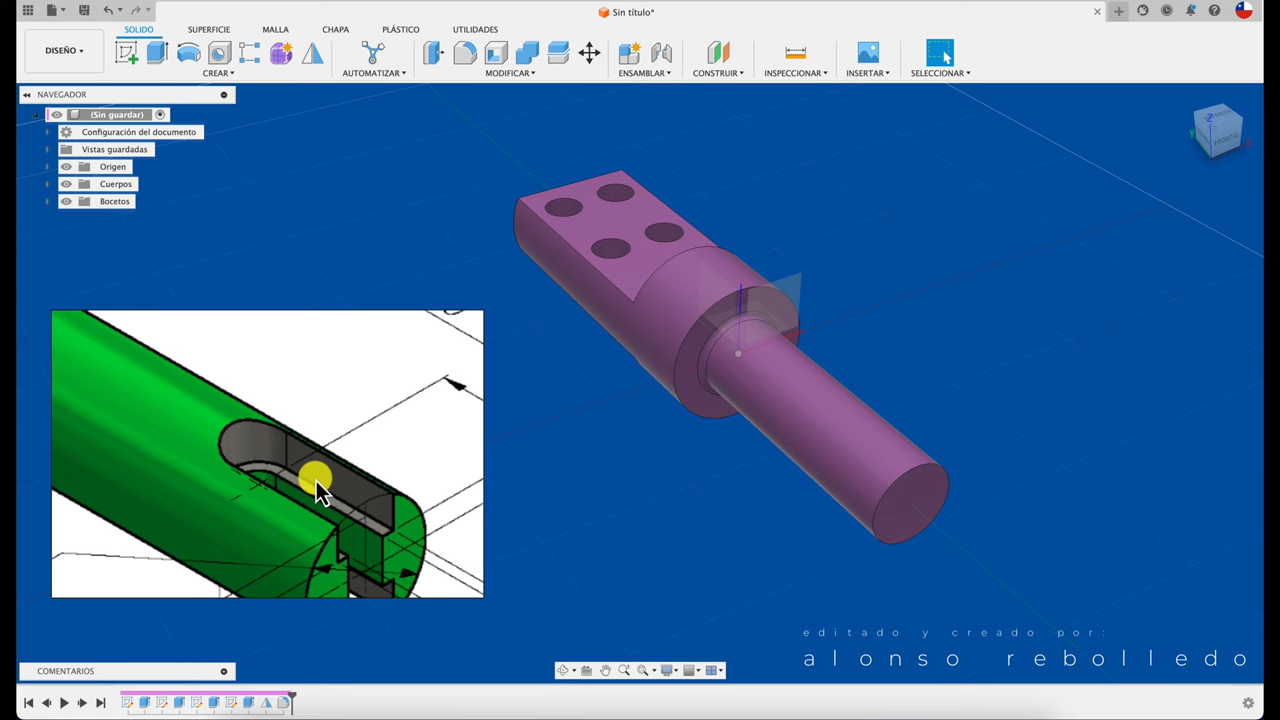 Sin título*
DISEÑO
SOLIDO
SUPERFICIE
MALLA
CHAPA
PLÁSTICO
UTILIDADES
CREAR
AUTOMATIZAR
MODIFICAR
ENSAMBLAR
CONSTRUIR
INSPECCIONAR
INSERTAR
SELECCIONAR
NAVEGADOR
(Sin guardar)
Configuración del documento
Vistas guardadas
Origen
Cuerpos
Bocetos
Z
Y
X
FRONTAL
editado y creado por:
alonso rebolledo
COMENTARIOS